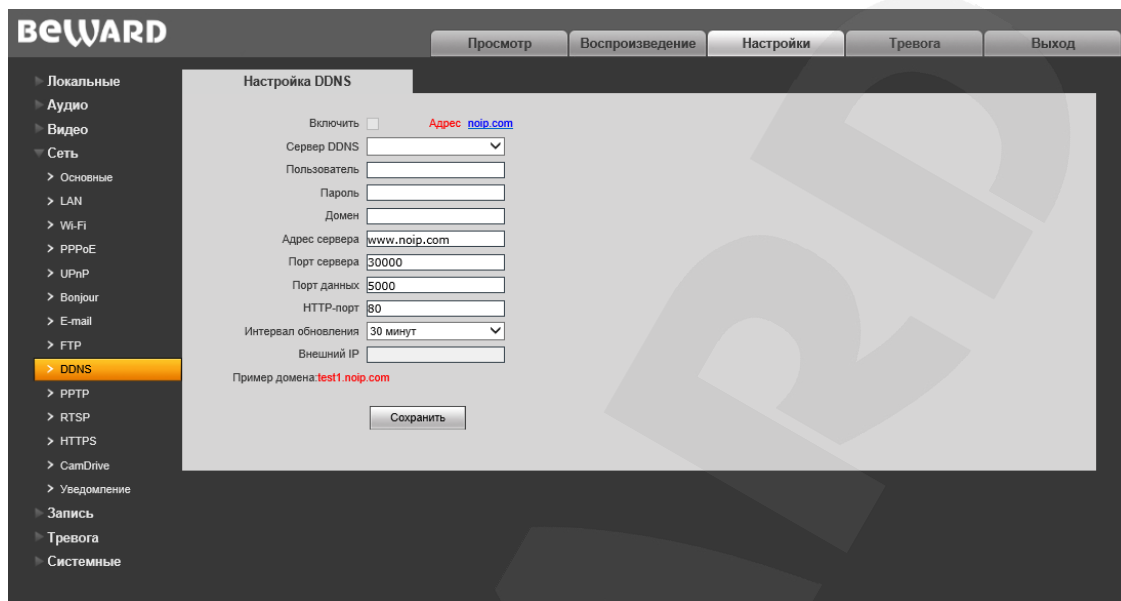 BEWARD
Просмотр Воспроизведение Настройки Тревога Выход
Локальные
Аудио
Видео
Сеть
Основные
LAN
Wi-Fi
PPPoE
UPnP
Bonjour
E-mail
FTP
DDNS
PPTP
RTSP
HTTPS
CamDrive
Уведомление
Запись
Тревога
Системные
Настройка DDNS
Включить Адрес noip.com
Сервер DDNS
Пользователь
Пароль
Домен
Адрес сервера www.noip.com
Порт сервера 30000
Порт данных 5000
HTTP-порт 80
Интервал обновления 30 минут
Внешний IP
Пример домена:test1.noip.com
Сохранить